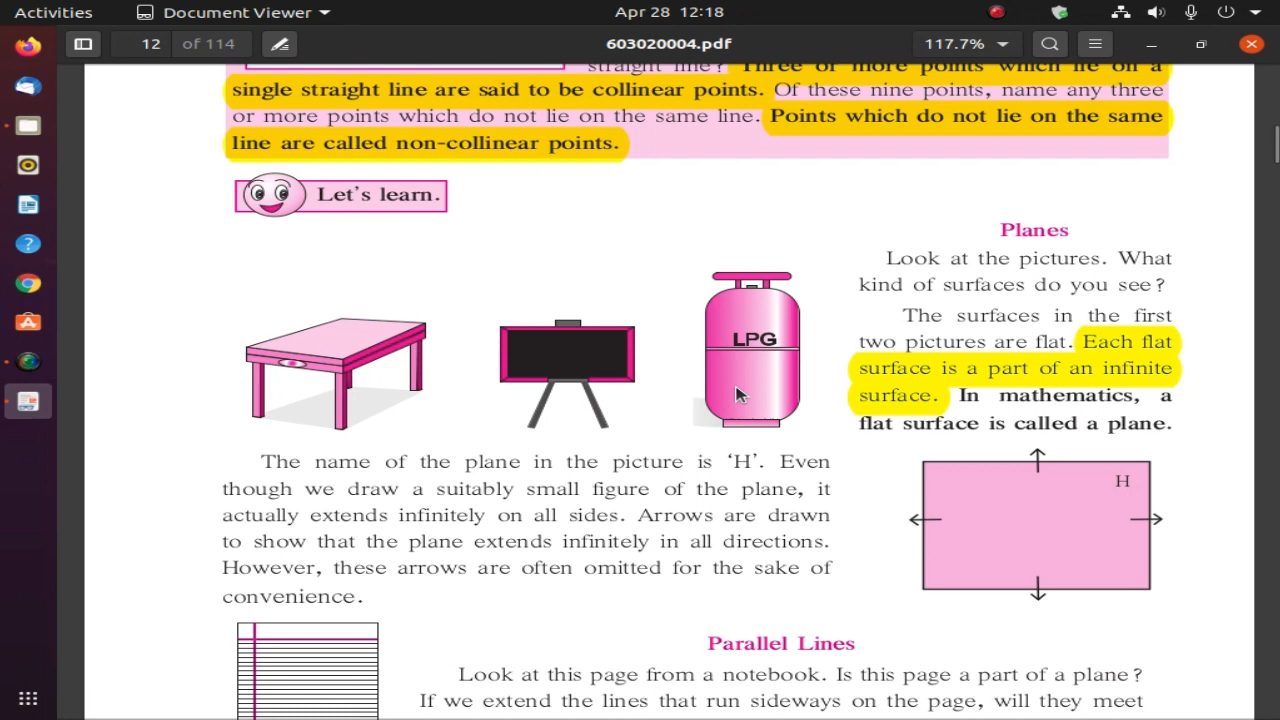 Activities
Document Viewer
Apr 28 12:18
12 of 114
603020004.pdf
117.7%
straight line? Three or more points which lie on a
single straight line are said to be collinear points. Of these nine points, name any three
or more points which do not lie on the same line. Points which do not lie on the same
line are called non-collinear points.
Let's learn.
Planes
Look at the pictures. What
kind of surfaces do you see?
The surfaces in the first
two pictures are flat. Each flat
surface is a part of an infinite
surface. In mathematics, a
flat surface is called a plane.
LPG
The name of the plane in the picture is ‘H’. Even
though we draw a suitably small figure of the plane, it
actually extends infinitely on all sides. Arrows are drawn
to show that the plane extends infinitely in all directions.
However, these arrows are often omitted for the sake of
convenience.
H
Parallel Lines
Look at this page from a notebook. Is this page a part of a plane?
If we extend the lines that run sideways on the page, will they meet